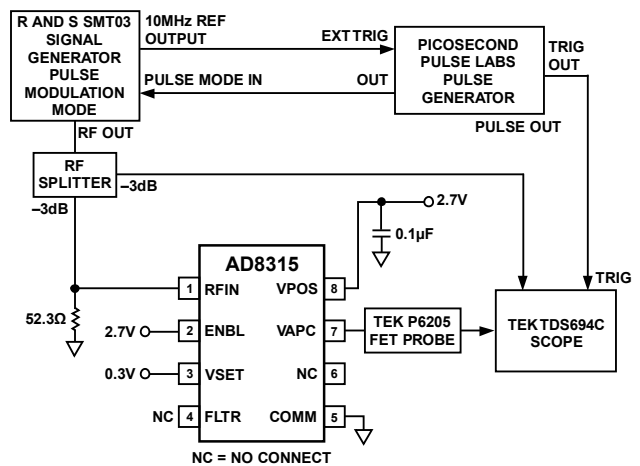 R AND S SMT03
SIGNAL
GENERATOR
PULSE
MODULATION
MODE
10MHz REF
OUTPUT
EXT TRIG
PULSE MODE IN
OUT
PICOSECOND
PULSE LABS
PULSE
GENERATOR
TRIG
OUT
PULSE OUT
RF OUT
RF
SPLITTER
–3dB
–3dB
2.7V
0.1µF
AD8315
1 RFIN
VPOS 8
52.3Ω
2.7V
2 ENBL
VAPC 7
0.3V
3 VSET
NC 6
NC
4 FLTR
COMM 5
TEK P6205
FET PROBE
TRIG
TEK TDS694C
SCOPE
NC = NO CONNECT